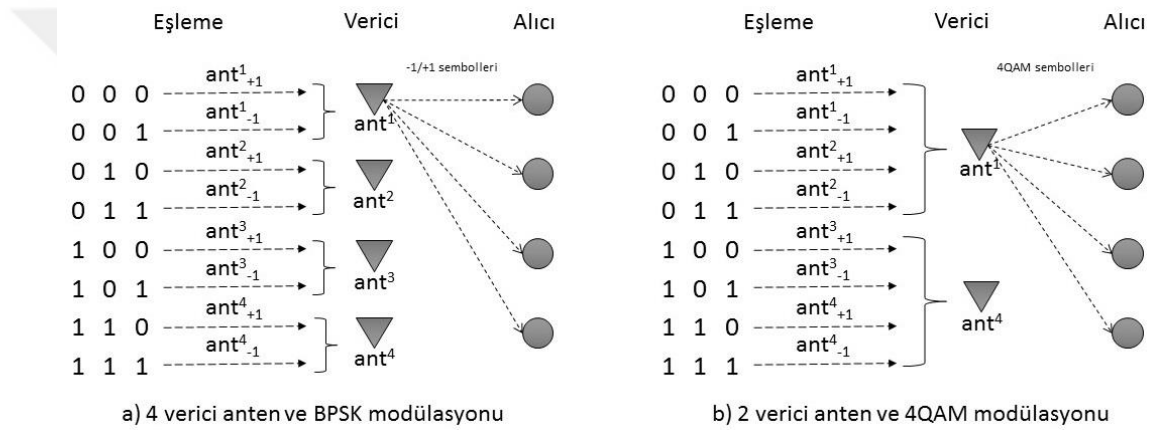 Eşleme Verici Alıcı
-1/+1 sembolleri
0 0 0 ant¹₊₁
0 0 1 ant¹₋₁
ant¹
0 1 0 ant²₊₁
0 1 1 ant²₋₁
ant²
1 0 0 ant³₊₁
1 0 1 ant³₋₁
ant³
1 1 0 ant⁴₊₁
1 1 1 ant⁴₋₁
ant⁴
a) 4 verici anten ve BPSK modülasyonu
Eşleme Verici Alıcı
4QAM sembolleri
0 0 0 ant¹₊₁
0 0 1 ant¹₋₁
0 1 0 ant²₊₁
0 1 1 ant²₋₁
ant¹
1 0 0 ant³₊₁
1 0 1 ant³₋₁
1 1 0 ant⁴₊₁
1 1 1 ant⁴₋₁
ant⁴
b) 2 verici anten ve 4QAM modülasyonu